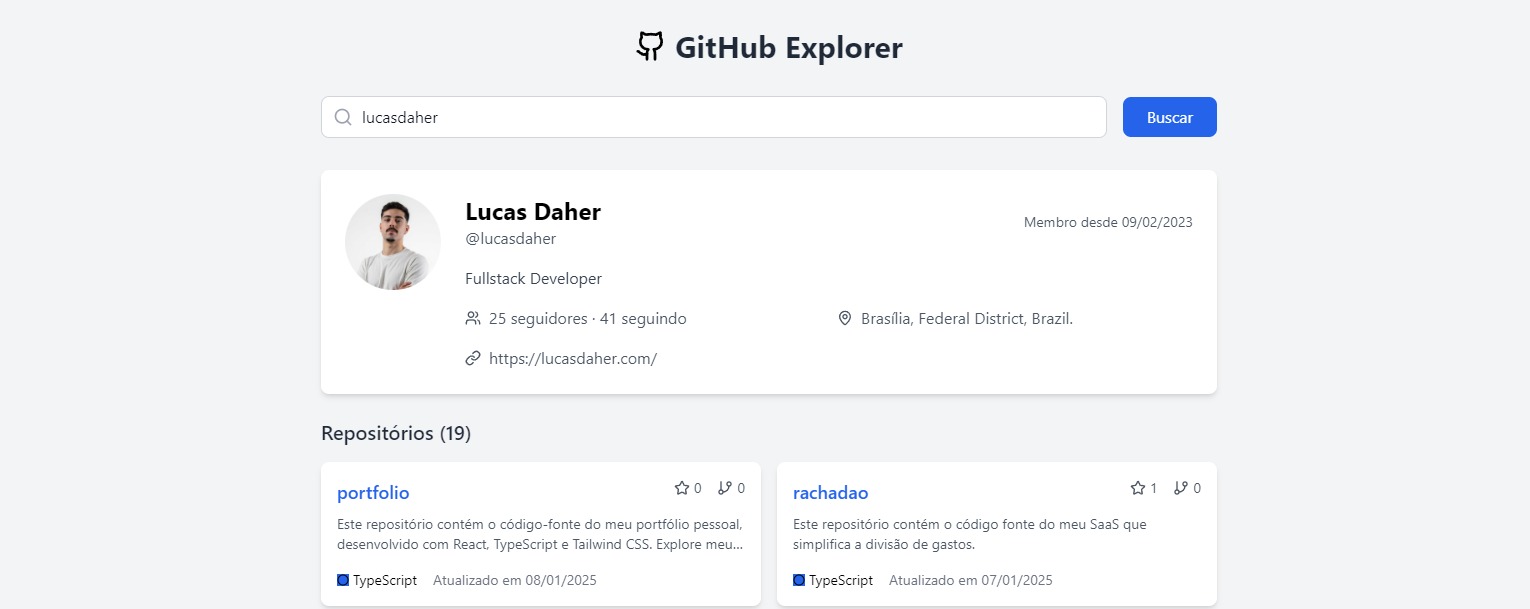 GitHub Explorer
lucasdaher
Buscar
Lucas Daher
Membro desde 09/02/2023
@lucasdaher
Fullstack Developer
25 seguidores · 41 seguindo
Brasília, Federal District, Brazil.
https://lucasdaher.com/
Repositórios (19)
portfolio
0 0
Este repositório contém o código-fonte do meu portfólio pessoal,
desenvolvido com React, TypeScript e Tailwind CSS. Explore meu...
TypeScript Atualizado em 08/01/2025
rachadao
1 0
Este repositório contém o código fonte do meu SaaS que
simplifica a divisão de gastos.
TypeScript Atualizado em 07/01/2025